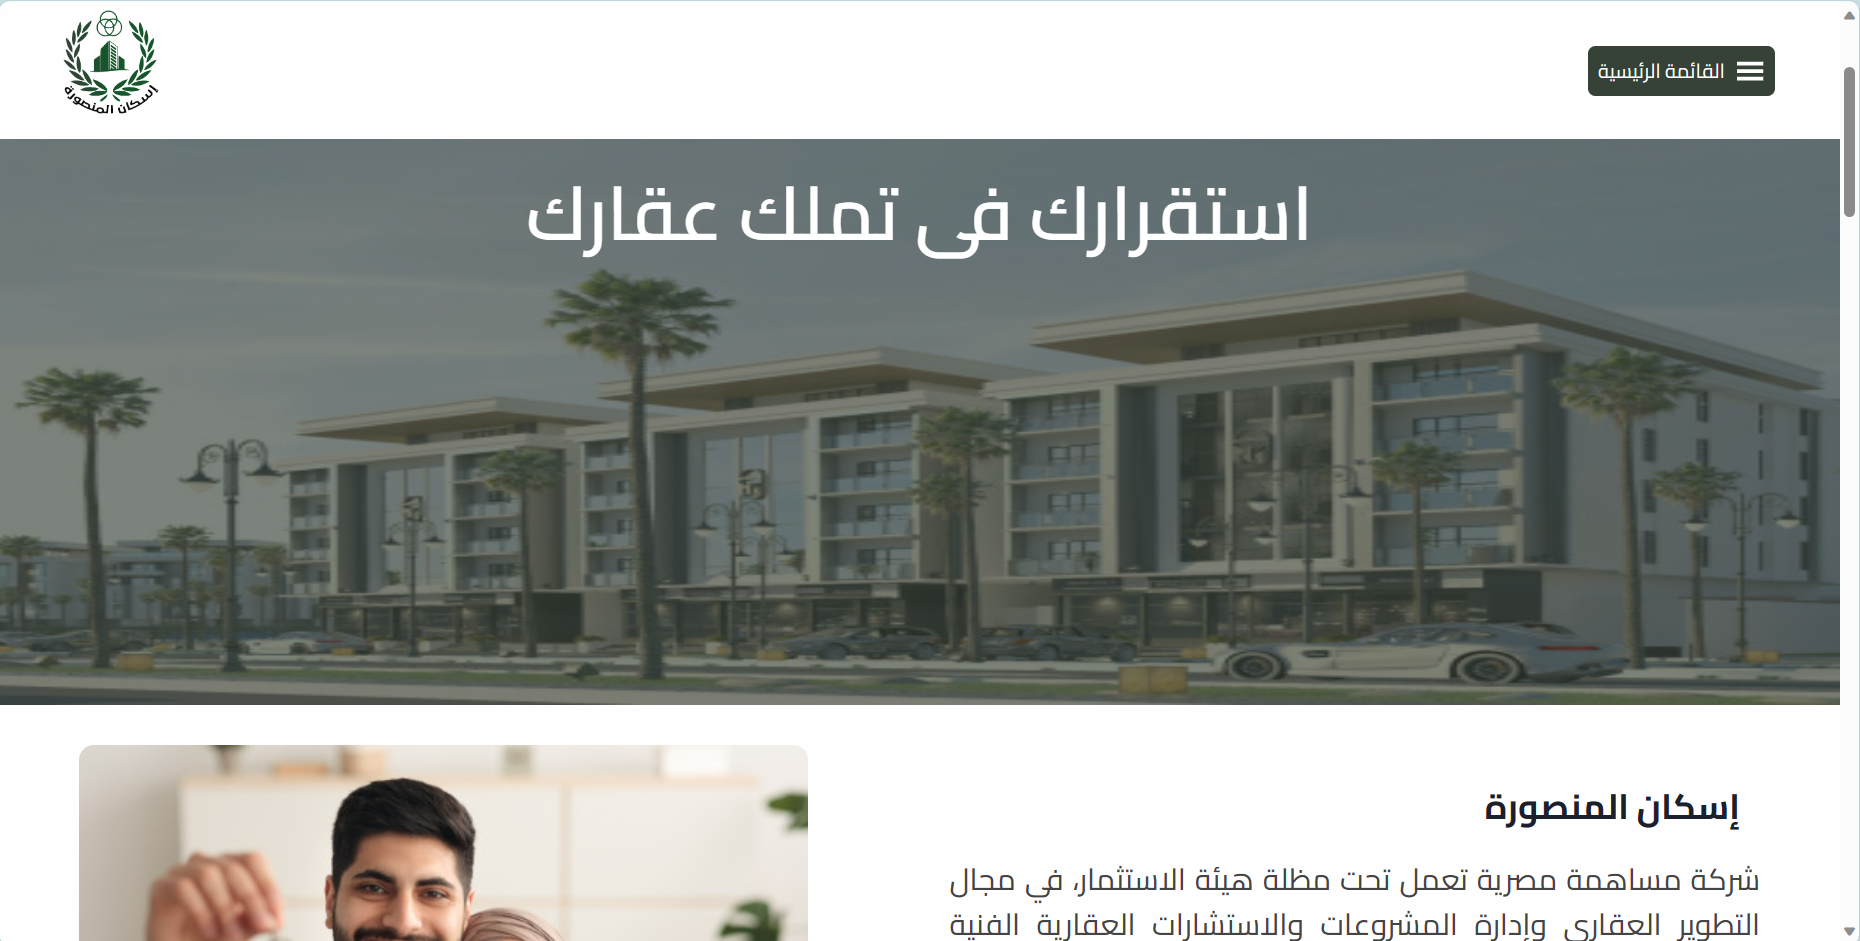 إسكان المنصورة
القائمة الرئيسية
استقرارك فى تملك عقارك
إسكان المنصورة
شركة مساهمة مصرية تعمل تحت مظلة هيئة الاستثمار، في مجال
التطوير العقاري وإدارة المشروعات والاستشارات العقارية الفنية